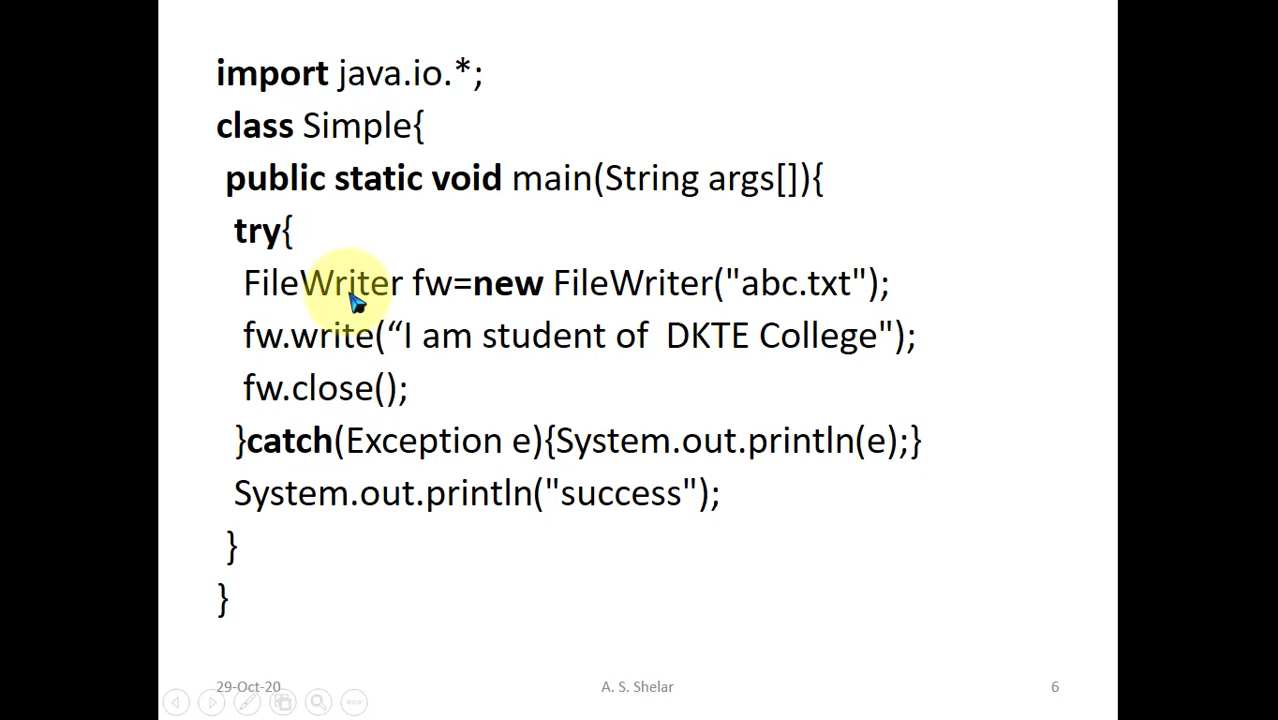 import java.io.*;
class Simple{
public static void main(String args[]){
try{
FileWriter fw=new FileWriter("abc.txt");
fw.write(“I am student of  DKTE College");
fw.close();
}catch(Exception e){System.out.println(e);}
System.out.println("success");
}
}
29-Oct-20
A. S. Shelar
6